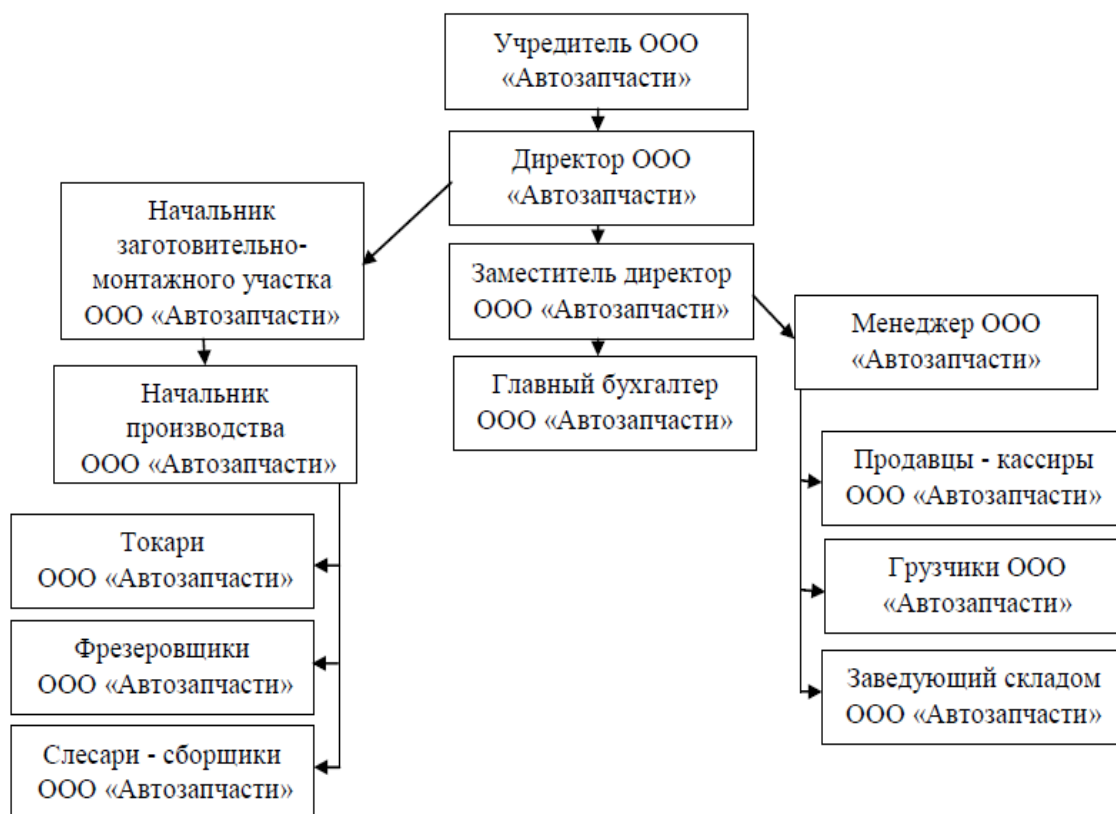 Учредитель ООО
«Автозапчасти»
Директор ООО
«Автозапчасти»
Начальник
заготовительно-
монтажного участка
ООО «Автозапчасти»
Заместитель директор
ООО «Автозапчасти»
Менеджер ООО
«Автозапчасти»
Начальник
производства
ООО «Автозапчасти»
Главный бухгалтер
ООО «Автозапчасти»
Продавцы - кассиры
ООО «Автозапчасти»
Токари
ООО «Автозапчасти»
Грузчики ООО
«Автозапчасти»
Фрезеровщики
ООО «Автозапчасти»
Заведующий складом
ООО «Автозапчасти»
Слесари - сборщики
ООО «Автозапчасти»